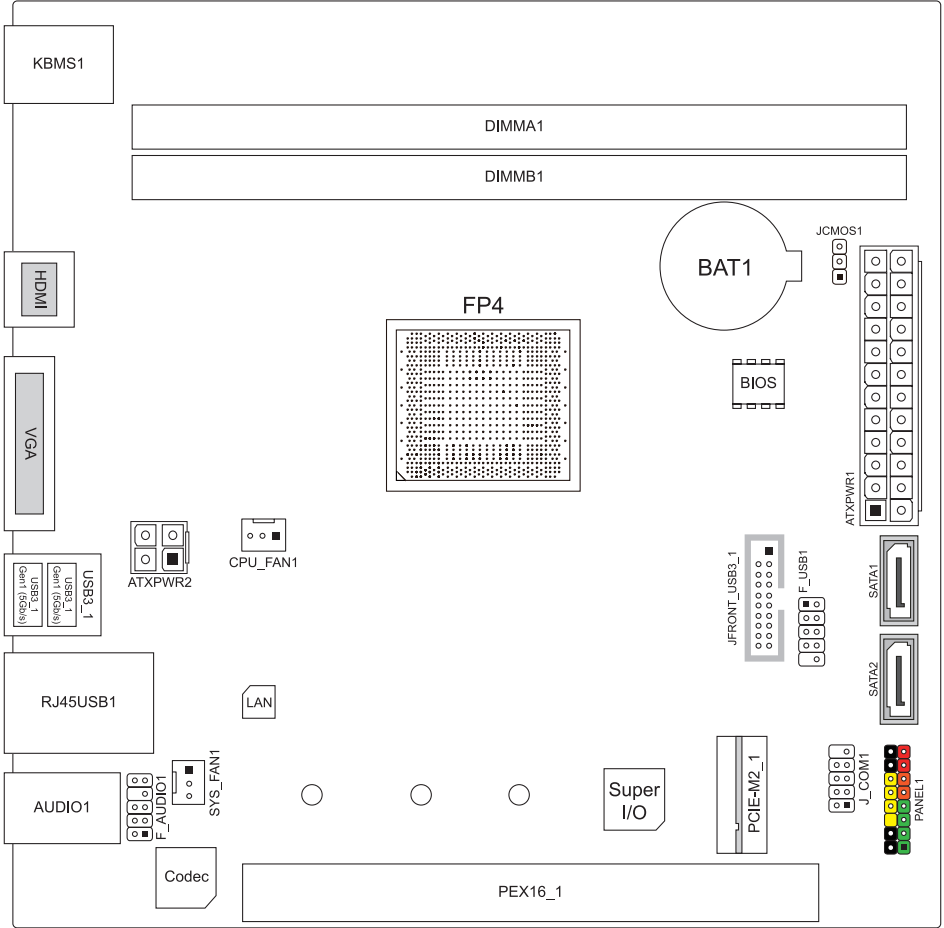 KBMS1
DIMMA1
DIMMB1
JCMOS1
BAT1
HDMI
FP4
BIOS
VGA
ATXPWR1
ATXPWR2
CPU_FAN1
USB3_1
USB3_1
Gen1 (5Gb/s)
USB3_1
Gen1 (5Gb/s)
JFRONT_USB3_1
F_USB1
SATA1
SATA2
RJ45USB1
LAN
SYS_FAN1
AUDIO1
F_AUDIO1
Super
I/O
PCIE-M2_1
J_COM1
PANEL1
Codec
PEX16_1